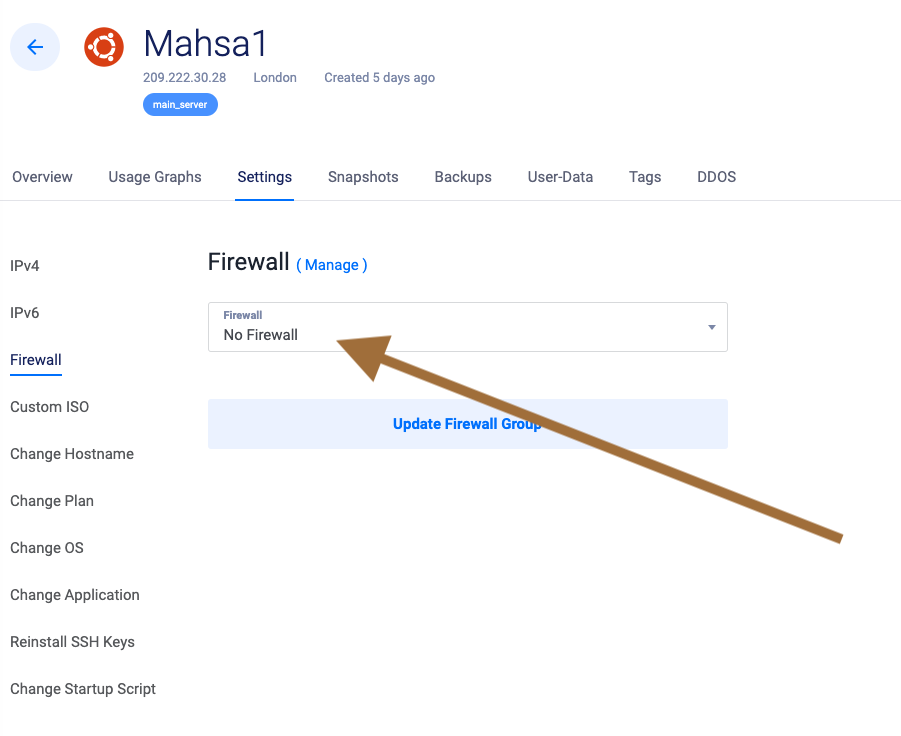 Mahsa1
209.222.30.28 London Created 5 days ago
main_server
Overview Usage Graphs Settings Snapshots Backups User-Data Tags DDOS
IPv4
IPv6
Firewall
Custom ISO
Change Hostname
Change Plan
Change OS
Change Application
Reinstall SSH Keys
Change Startup Script
Firewall ( Manage )
Firewall
No Firewall
Update Firewall Group